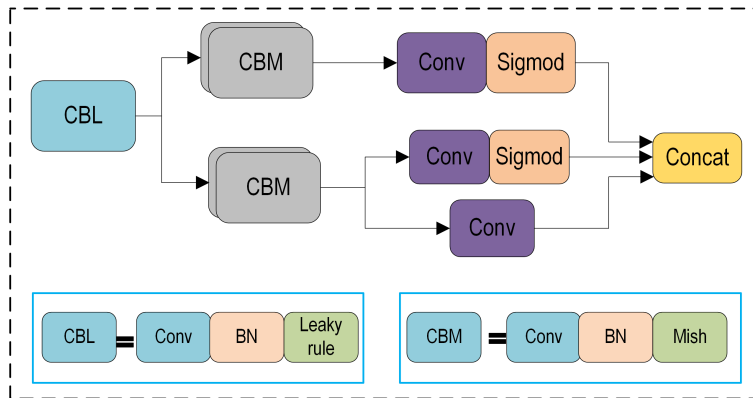 CBM
Conv
Sigmod
CBL
Conv
Sigmod
Concat
CBM
Conv
CBL
=
Conv
BN
Leaky
rule
CBM
=
Conv
BN
Mish